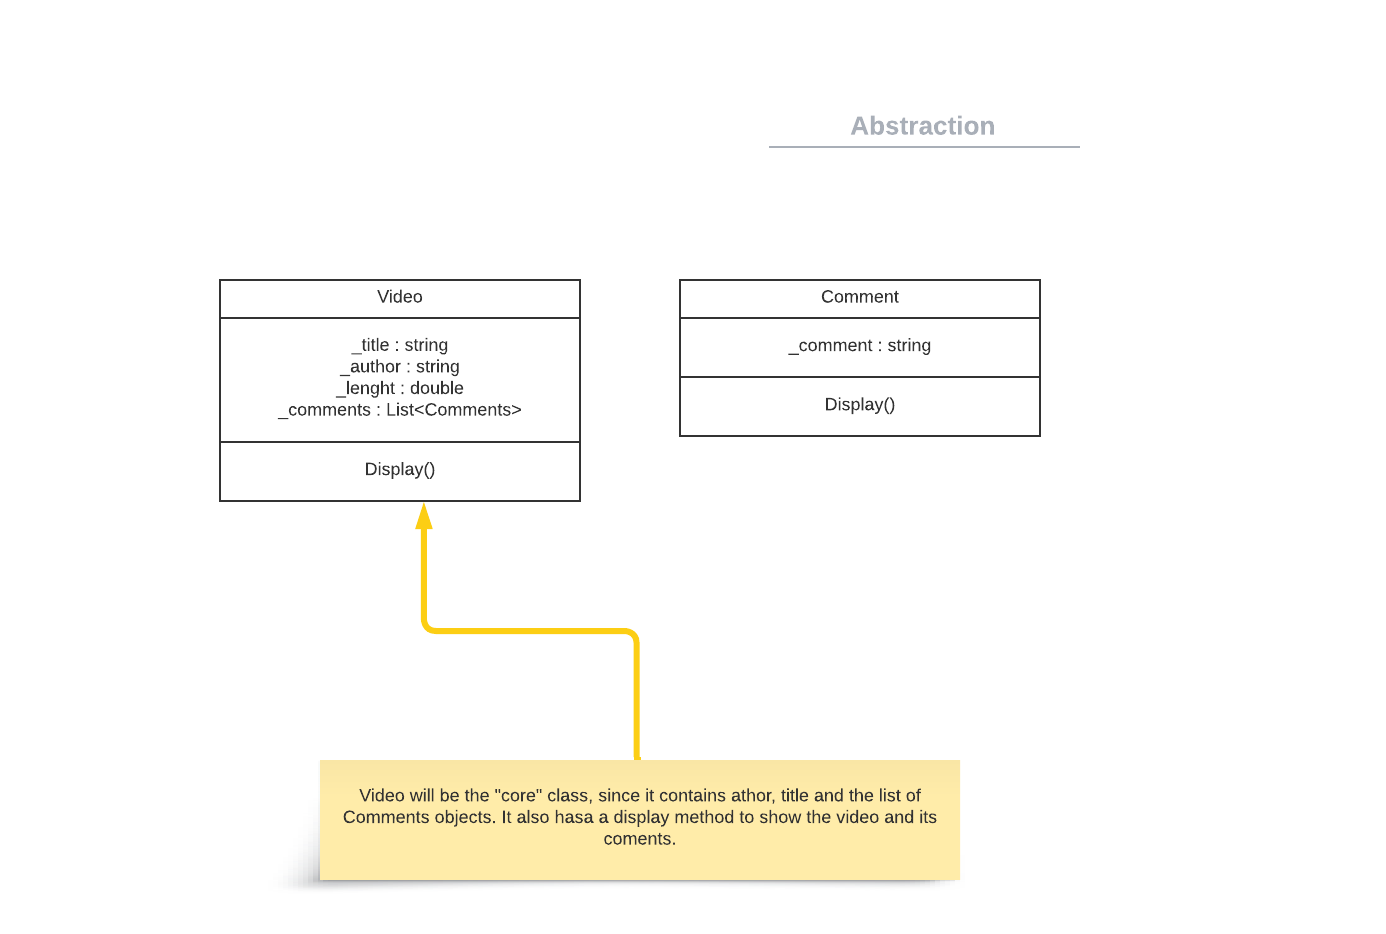 Abstraction
Video
_title : string
_author : string
_lenght : double
_comments : List<Comments>
Display()
Comment
_comment : string
Display()
Video will be the "core" class, since it contains athor, title and the list of
Comments objects. It also hasa a display method to show the video and its
coments.